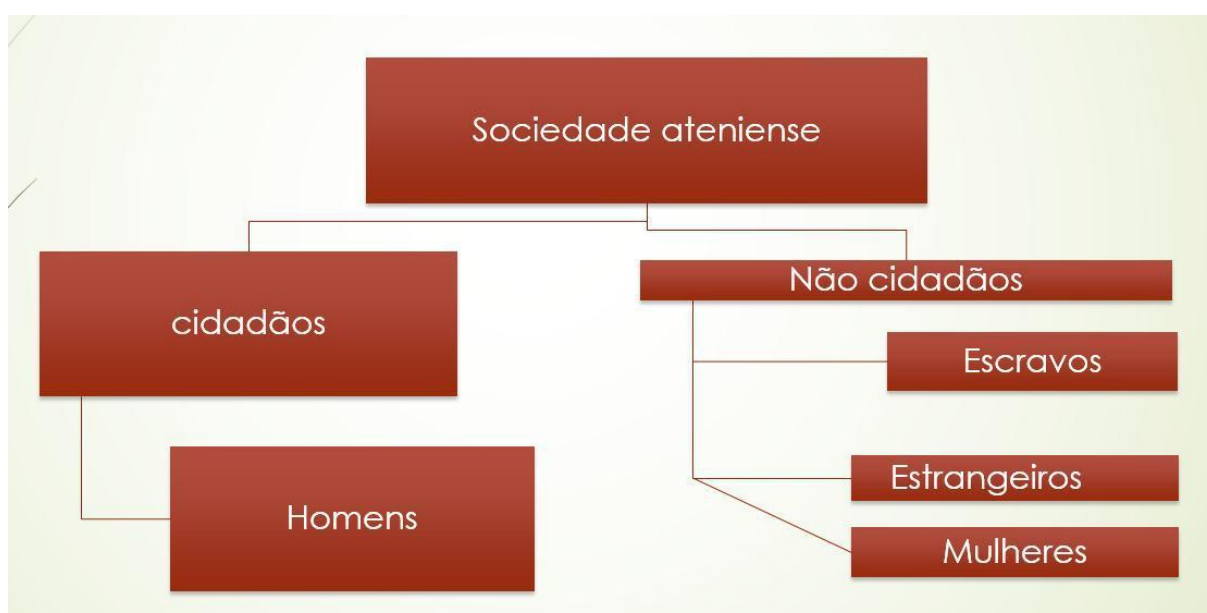 Sociedade ateniense
cidadãos
Homens
Não cidadãos
Escravos
Estrangeiros
Mulheres